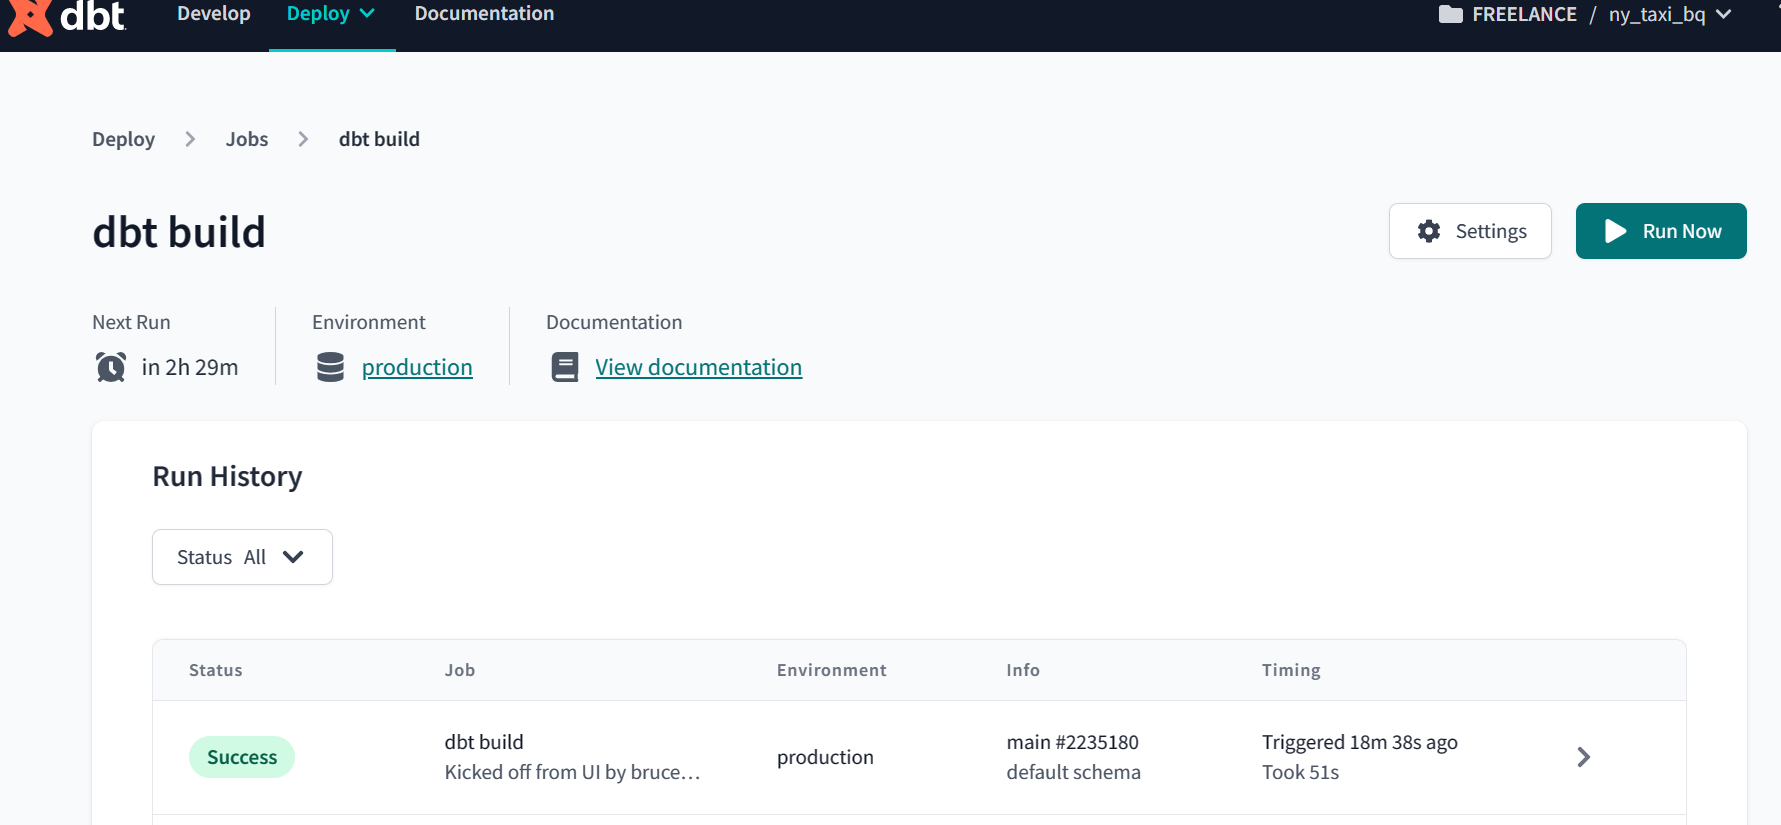 dbt Develop Deploy Documentation FREELANCE / ny_taxi_bq
Deploy Jobs dbt build
dbt build
Settings Run Now
Next Run Environment Documentation
in 2h 29m production View documentation
Run History
Status All
Status Job Environment Info Timing
Success dbt build production main #2235180 Triggered 18m 38s ago
Kicked off from UI by bruce… default schema Took 51s